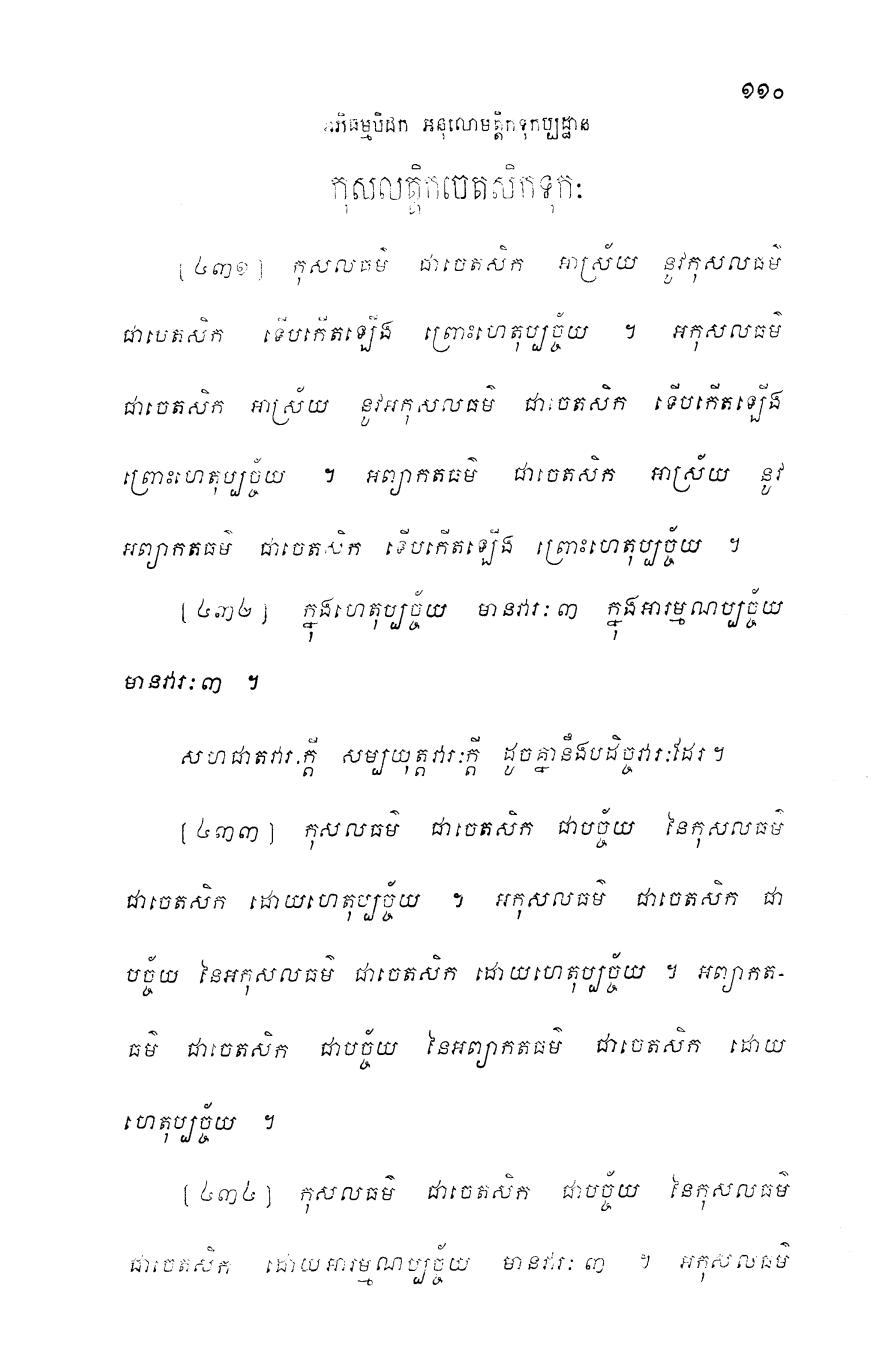 ១១០
អភិធម្មបិដក អនុលោមត្តិកទុកប្បដ្ឋាន
កុសលត្តិកចេតសិកទុកៈ
[៤៣១] កុសលធម៌ ជាចេតសិក អាស្រ័យ នូវកុសលធម៌
ជាចេតសិក ទើបកើតឡើង ព្រោះហេតុប្បច្ច័យ ។ អកុសលធម៌
ជាចេតសិក អាស្រ័យ នូវអកុសលធម៌ ជាចេតសិក ទើបកើតឡើង
ព្រោះហេតុប្បច្ច័យ ។ អព្យាកតធម៌ ជាចេតសិក អាស្រ័យ នូវ
អព្យាកតធម៌ ជាចេតសិក ទើបកើតឡើង ព្រោះហេតុប្បច្ច័យ ។
[៤៣២] ក្នុងហេតុប្បច្ច័យ មានវារៈ ៣ ក្នុងអារម្មណប្បច្ច័យ
មានវារៈ ៣ ។
សហជាតវារៈក្តី សម្បយុត្តវារៈក្តី ដូចគ្នានឹងបដិច្ចវារៈដែរ ។
[៤៣៣] កុសលធម៌ ជាចេតសិក ជាបច្ច័យ នៃកុសលធម៌
ជាចេតសិក ដោយហេតុប្បច្ច័យ ។ អកុសលធម៌ ជាចេតសិក ជា
បច្ច័យ នៃអកុសលធម៌ ជាចេតសិក ដោយហេតុប្បច្ច័យ ។ អព្យាកត-
ធម៌ ជាចេតសិក ជាបច្ច័យ នៃអព្យាកតធម៌ ជាចេតសិក ដោយ
ហេតុប្បច្ច័យ ។
[៤៣៤] កុសលធម៌ ជាចេតសិក ជាបច្ច័យ នៃកុសលធម៌
ជាចេតសិក ដោយអារម្មណប្បច្ច័យ មានវារៈ ៣ ។ អកុសលធម៌